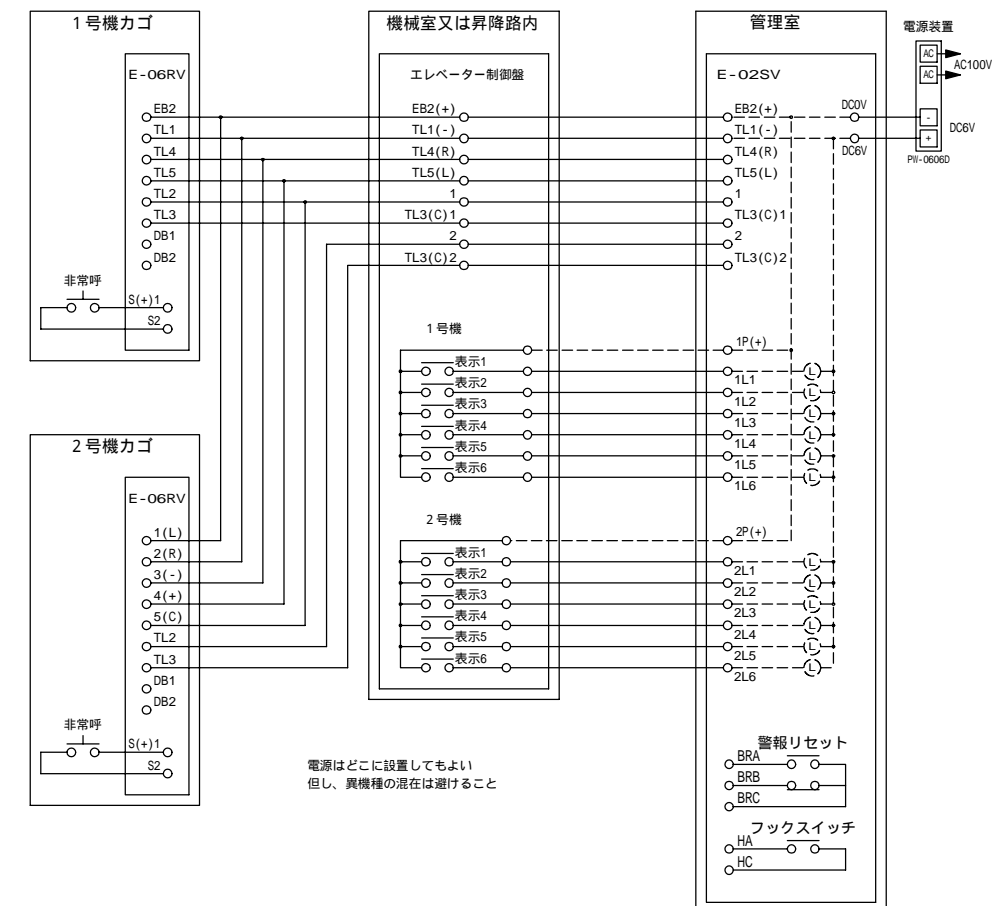 1号機カゴ
E-06RV
EB2
TL1
TL4
TL5
TL2
TL3
DB1
DB2
非常呼
S(+)1
S2
2号機カゴ
E-06RV
1(L)
2(R)
3(-)
4(+)
5(C)
TL2
TL3
DB1
DB2
非常呼
S(+)1
S2
機械室又は昇降路内
エレベーター制御盤
EB2(+)
TL1(-)
TL4(R)
TL5(L)
1
TL3(C)1
2
TL3(C)2
1号機
表示1
表示2
表示3
表示4
表示5
表示6
2号機
表示1
表示2
表示3
表示4
表示5
表示6
電源はどこに設置してもよい
但し、異機種の混在は避けること
管理室
E-02SV
EB2(+)
TL1(-)
TL4(R)
TL5(L)
1
TL3(C)1
2
TL3(C)2
DC0V
DC6V
1P(+)
L
1L1
L
1L2
L
1L3
L
1L4
L
1L5
L
1L6
2P(+)
L
2L1
L
2L2
L
2L3
L
2L4
L
2L5
L
2L6
警報リセット
BRA
BRB
BRC
フックスイッチ
HA
HC
電源装置
AC
AC
AC100V
-
+
DC6V
PW-0606D